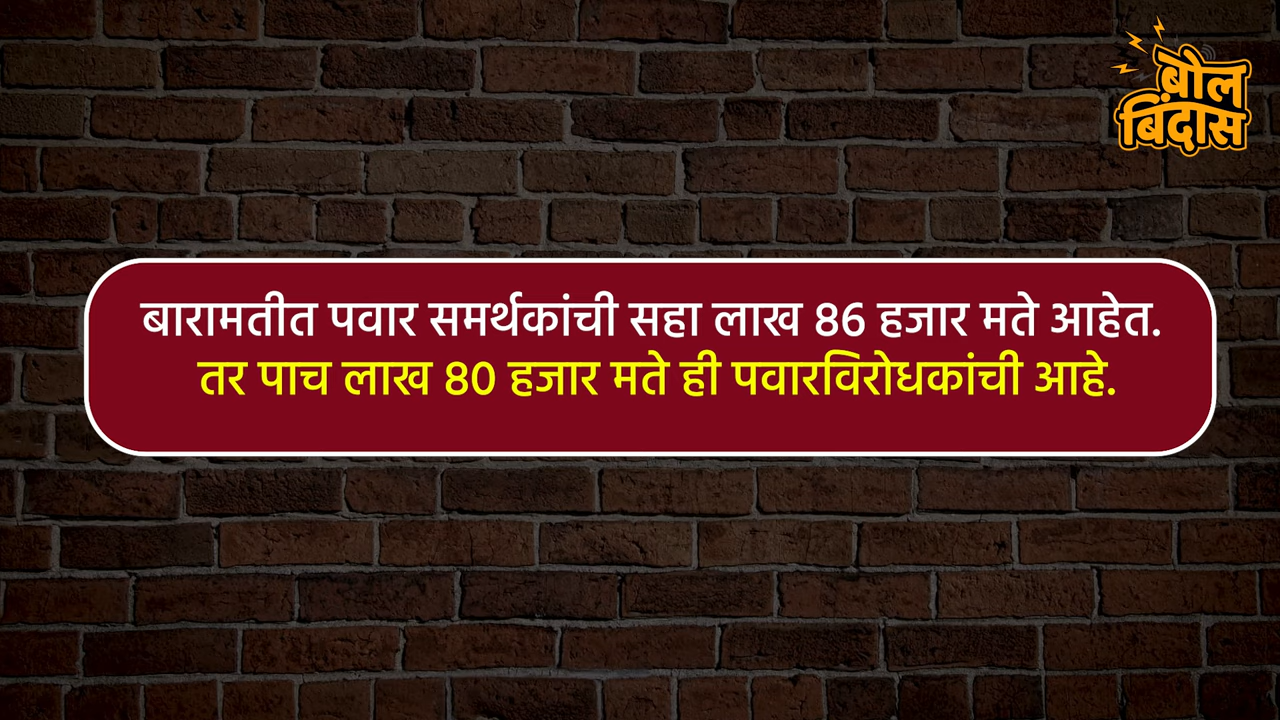 बोल
बिंदास
बारामतीत पवार समर्थकांची सहा लाख 86 हजार मते आहेत.
तर पाच लाख 80 हजार मते ही पवारविरोधकांची आहे.